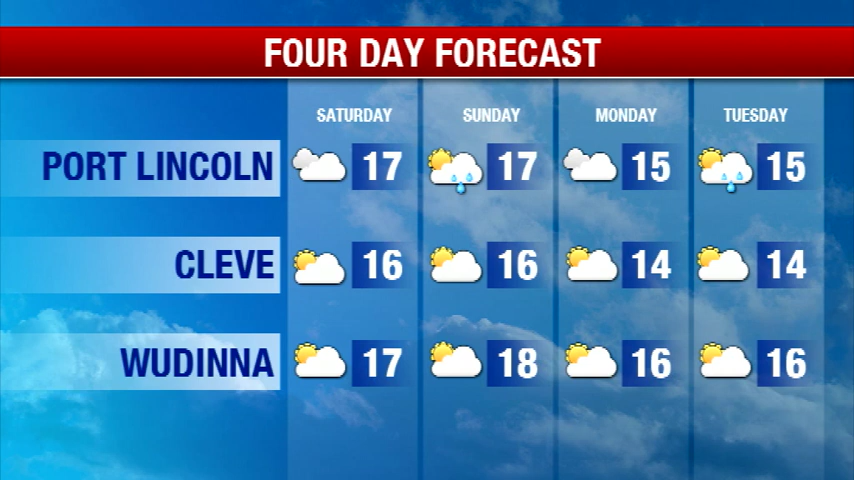 FOUR DAY FORECAST
SATURDAY SUNDAY MONDAY TUESDAY
PORT LINCOLN 17 17 15 15
CLEVE 16 16 14 14
WUDINNA 17 18 16 16